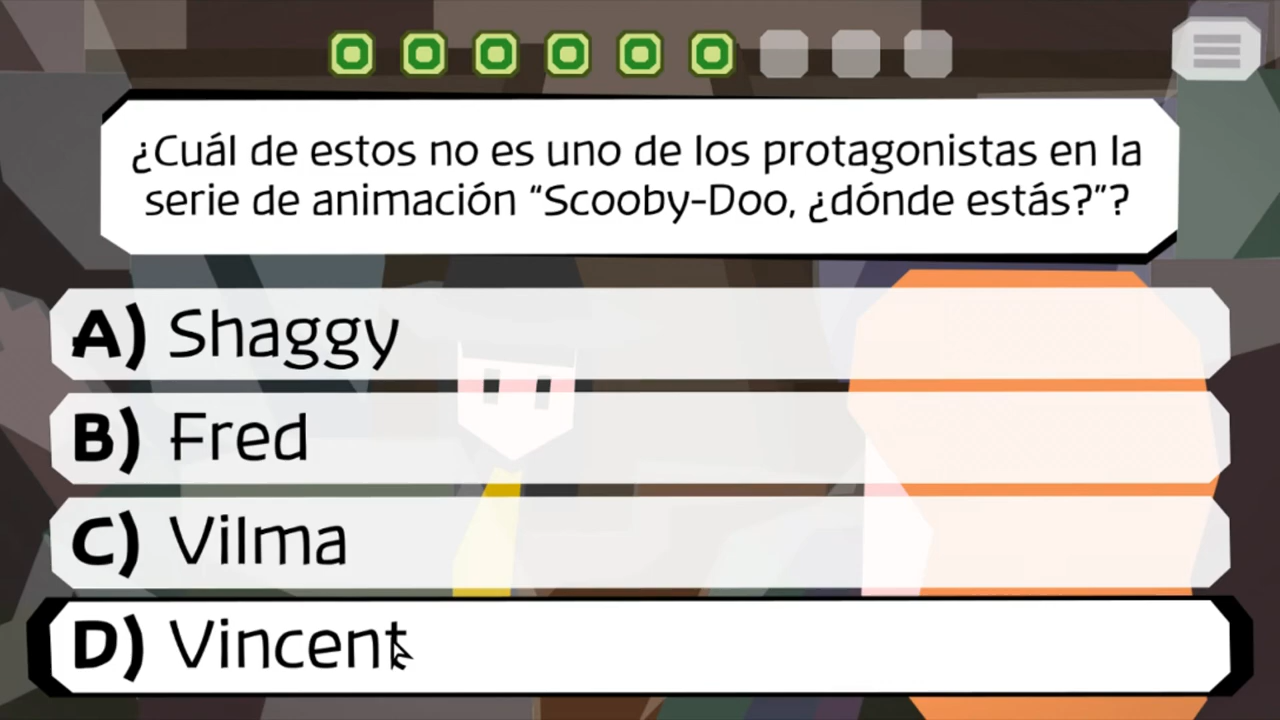 ¿Cuál de estos no es uno de los protagonistas en la
serie de animación “Scooby-Doo, ¿dónde estás?”?
A) Shaggy
B) Fred
C) Vilma
D) Vincent